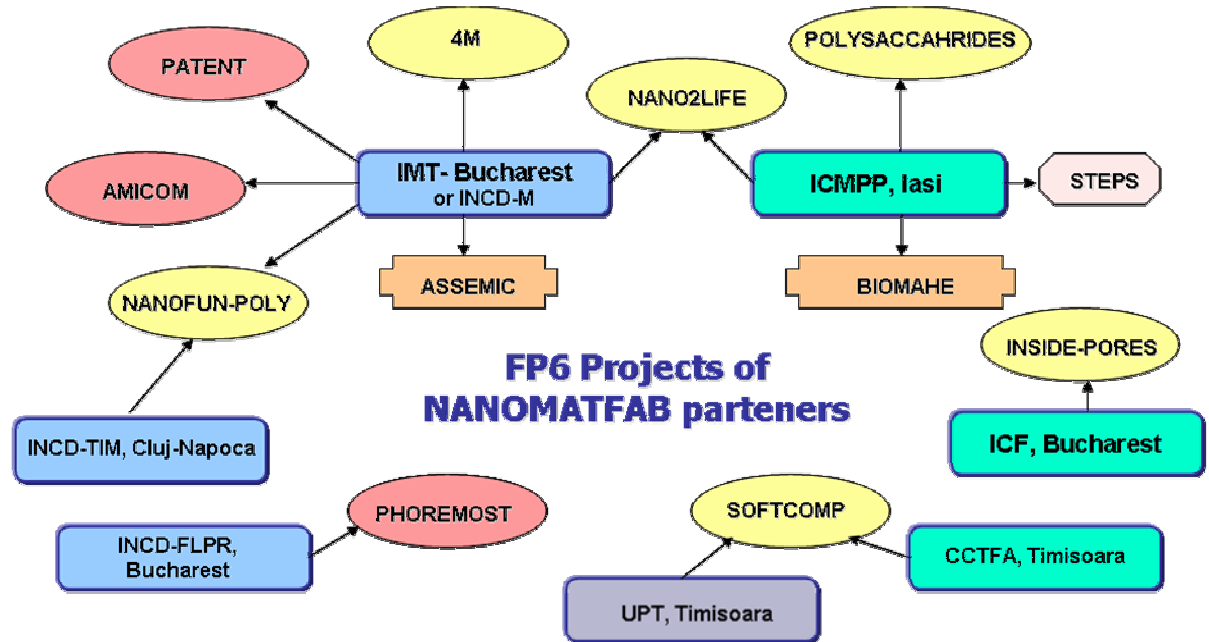 4M
POLYSACCAHRIDES
PATENT
NANO2LIFE
AMICOM
IMT- Bucharest
or INCD-M
ICMPP, Iasi
STEPS
ASSEMIC
BIOMAHE
NANOFUN-POLY
INSIDE-PORES
FP6 Projects of
NANOMATFAB parteners
INCD-TIM, Cluj-Napoca
ICF, Bucharest
PHOREMOST
SOFTCOMP
INCD-FLPR,
Bucharest
CCTFA, Timisoara
UPT, Timisoara